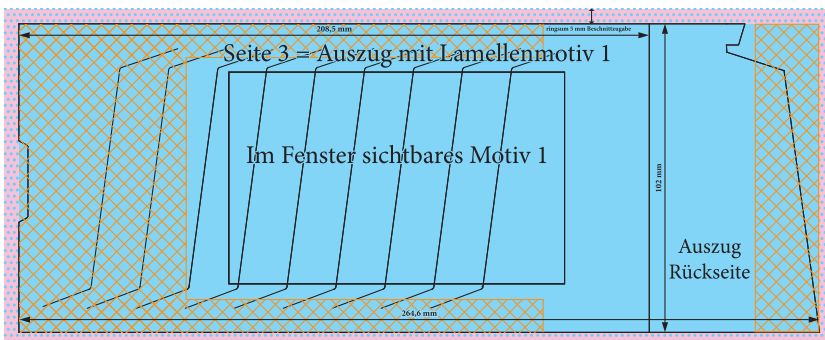 208,5 mm
ringsum 5 mm Beschnittzugabe
Seite 3 = Auszug mit Lamellenmotiv 1
Im Fenster sichtbares Motiv 1
102 mm
Auszug
Rückseite
264,6 mm